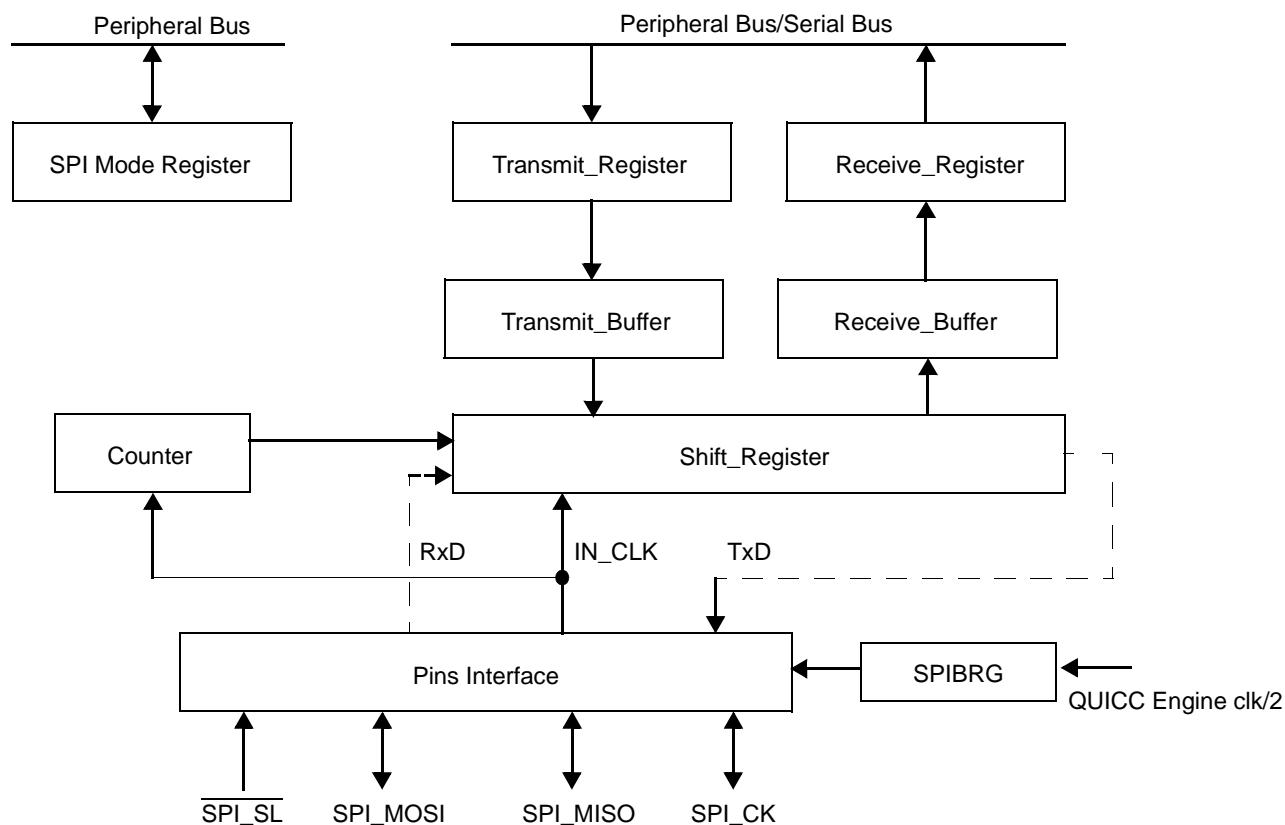 Peripheral Bus
Peripheral Bus/Serial Bus
SPI Mode Register
Transmit_Register
Receive_Register
Transmit_Buffer
Receive_Buffer
Counter
Shift_Register
RxD
IN_CLK
TxD
Pins Interface
SPIBRG
QUICC Engine clk/2
SPI_SL
SPI_MOSI
SPI_MISO
SPI_CK